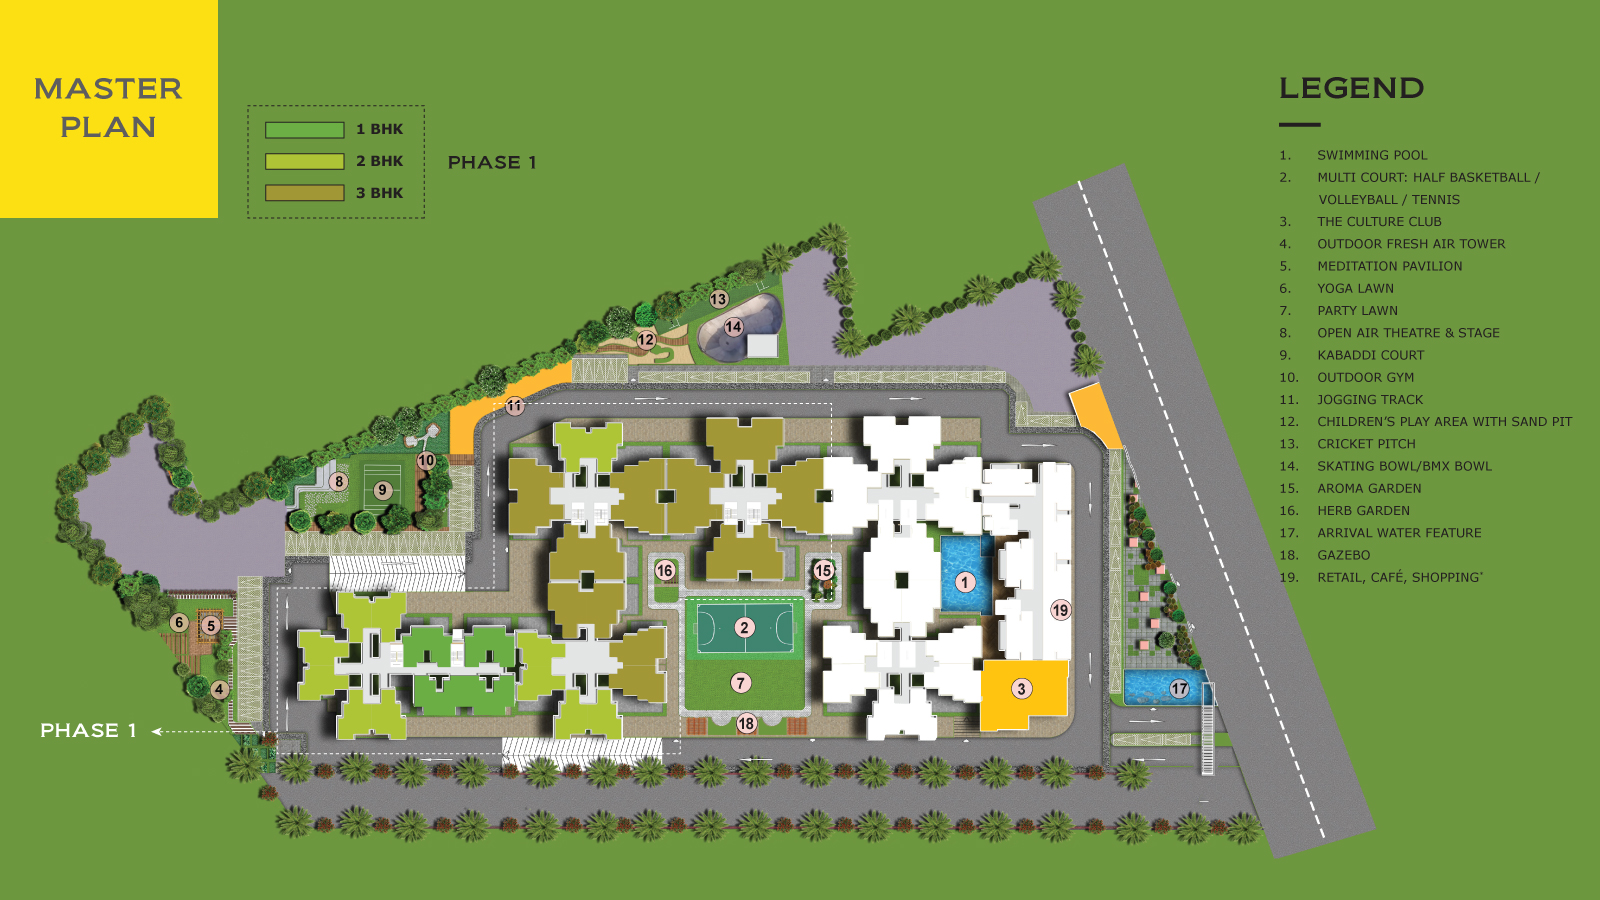 MASTER
PLAN
1 BHK
2 BHK
3 BHK
PHASE 1
LEGEND
1. SWIMMING POOL
2. MULTI COURT: HALF BASKETBALL /
VOLLEYBALL / TENNIS
3. THE CULTURE CLUB
4. OUTDOOR FRESH AIR TOWER
5. MEDITATION PAVILION
6. YOGA LAWN
7. PARTY LAWN
8. OPEN AIR THEATRE & STAGE
9. KABADDI COURT
10. OUTDOOR GYM
11. JOGGING TRACK
12. CHILDREN'S PLAY AREA WITH SAND PIT
13. CRICKET PITCH
14. SKATING BOWL/BMX BOWL
15. AROMA GARDEN
16. HERB GARDEN
17. ARRIVAL WATER FEATURE
18. GAZEBO
19. RETAIL, CAFÉ, SHOPPING*
13
14
12
11
10
8
9
16
15
1
19
6
5
2
4
7
3
17
18
PHASE 1